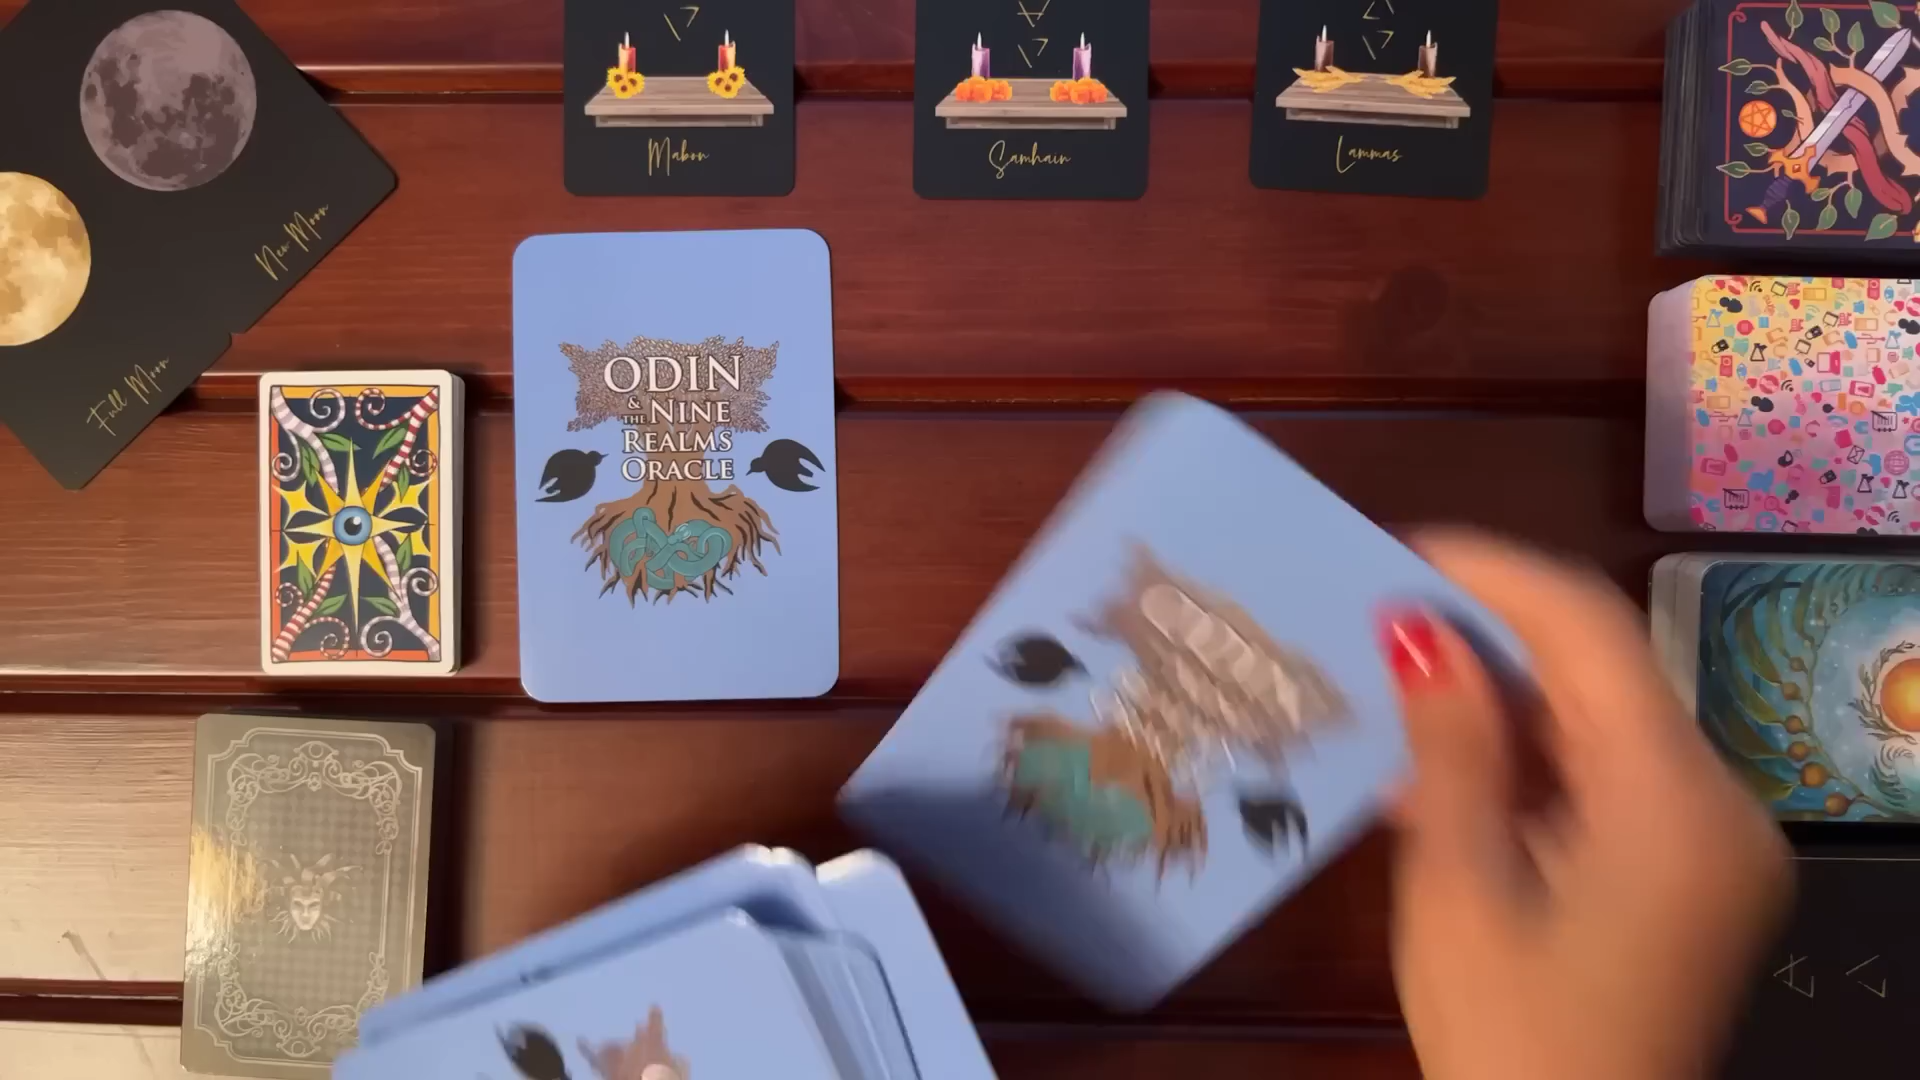 Mabon
Samhain
Lammas
New Moon
Full Moon
ODIN
& THE NINE
REALMS
ORACLE